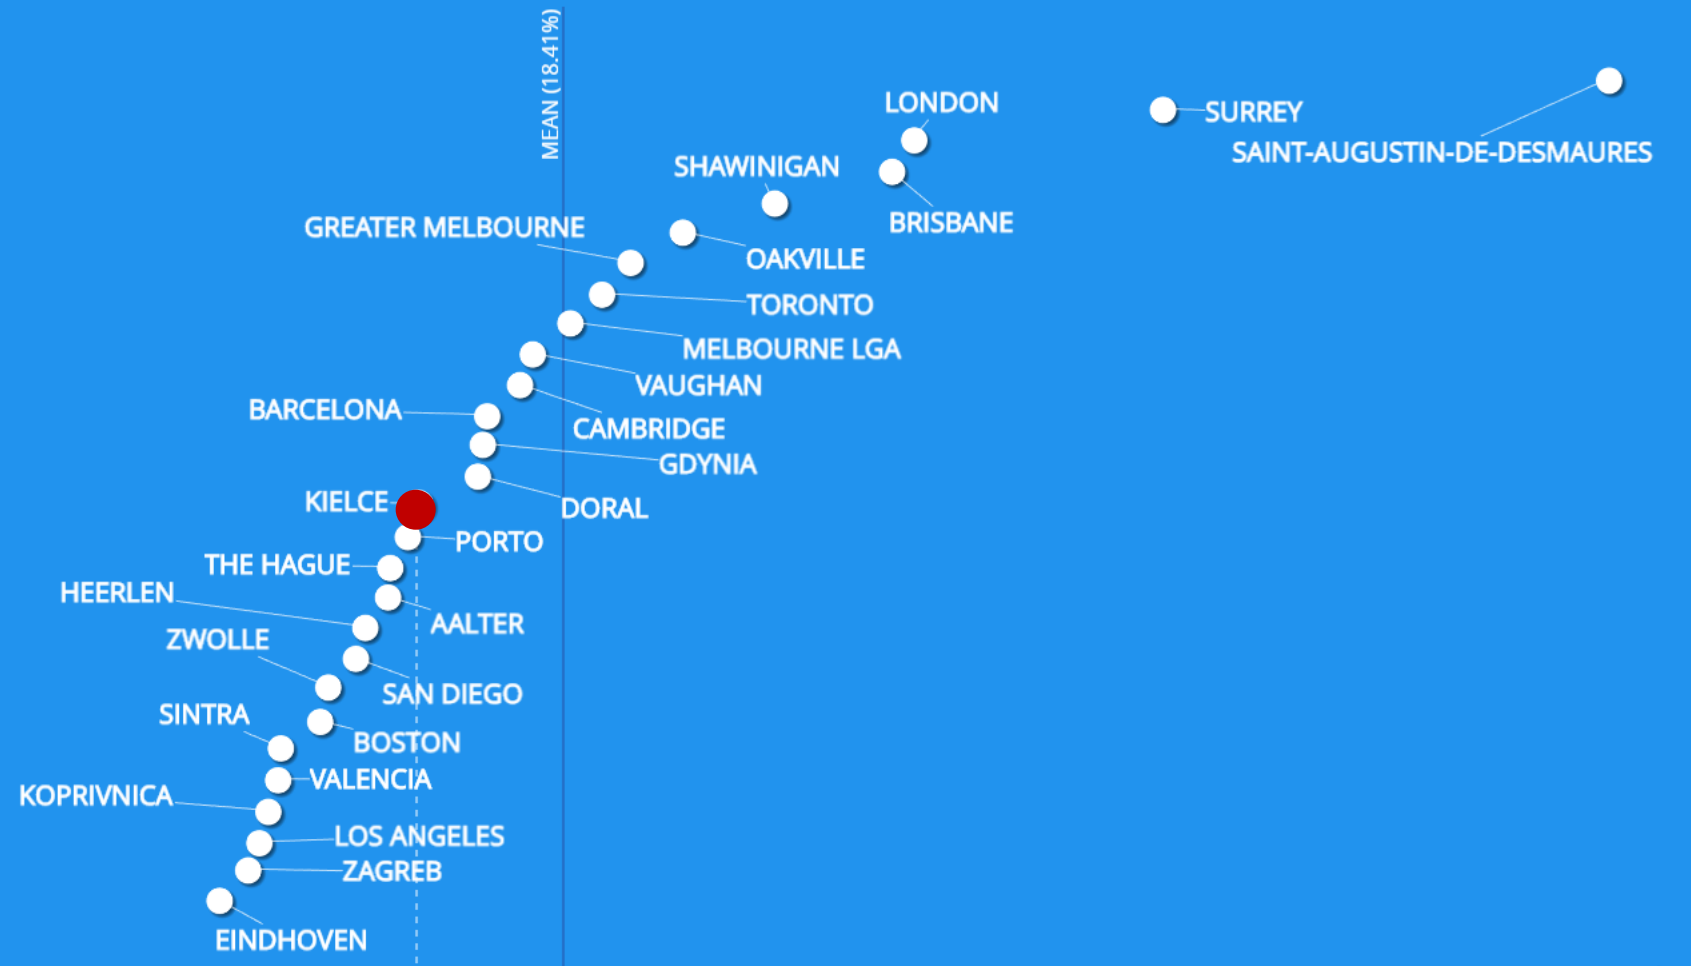 MEAN (18.41%)
LONDON
SURREY
SAINT-AUGUSTIN-DE-DESMAURES
SHAWINIGAN
BRISBANE
GREATER MELBOURNE
OAKVILLE
TORONTO
MELBOURNE LGA
VAUGHAN
BARCELONA
CAMBRIDGE
GDYNIA
KIELCE
DORAL
PORTO
THE HAGUE
HEERLEN
AALTER
ZWOLLE
SAN DIEGO
SINTRA
BOSTON
VALENCIA
KOPRIVNICA
LOS ANGELES
ZAGREB
EINDHOVEN